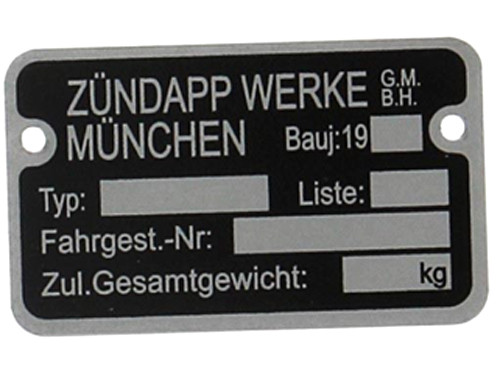 ZÜNDAPP WERKE G.M.B.H.
MÜNCHEN Bauj:19
Typ: Liste:
Fahrgest.-Nr:
Zul.Gesamtgewicht: kg